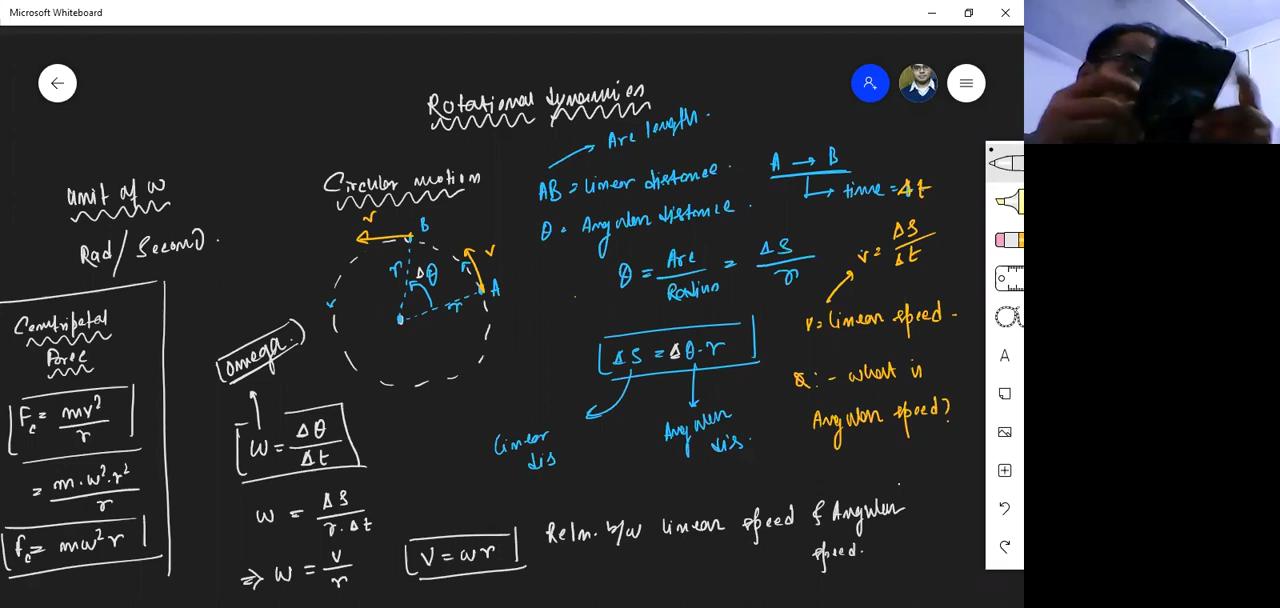 Microsoft Whiteboard
Rotational dynamics
unit of ω
Rad/second.
Centripetal
Force
Fc = mv²/r
= m·ω²·r²/r
Fc = mω²r
Circular motion
v
B
v
A
r
Δθ
r
omega.
ω = Δθ/Δt
ω = ΔS/r·Δt
⇒ ω = v/r
V = ωr
Reln. b/w linear speed & Angular
speed.
Arc length.
AB = linear distance.
θ = Angular distance.
θ = Arc/Radius = ΔS/r
ΔS = Δθ·r
linear
dis
Angular
dis.
A → B
time = Δt
v = ΔS/Δt
v = linear speed.
Q:- what is
Angular speed?
A